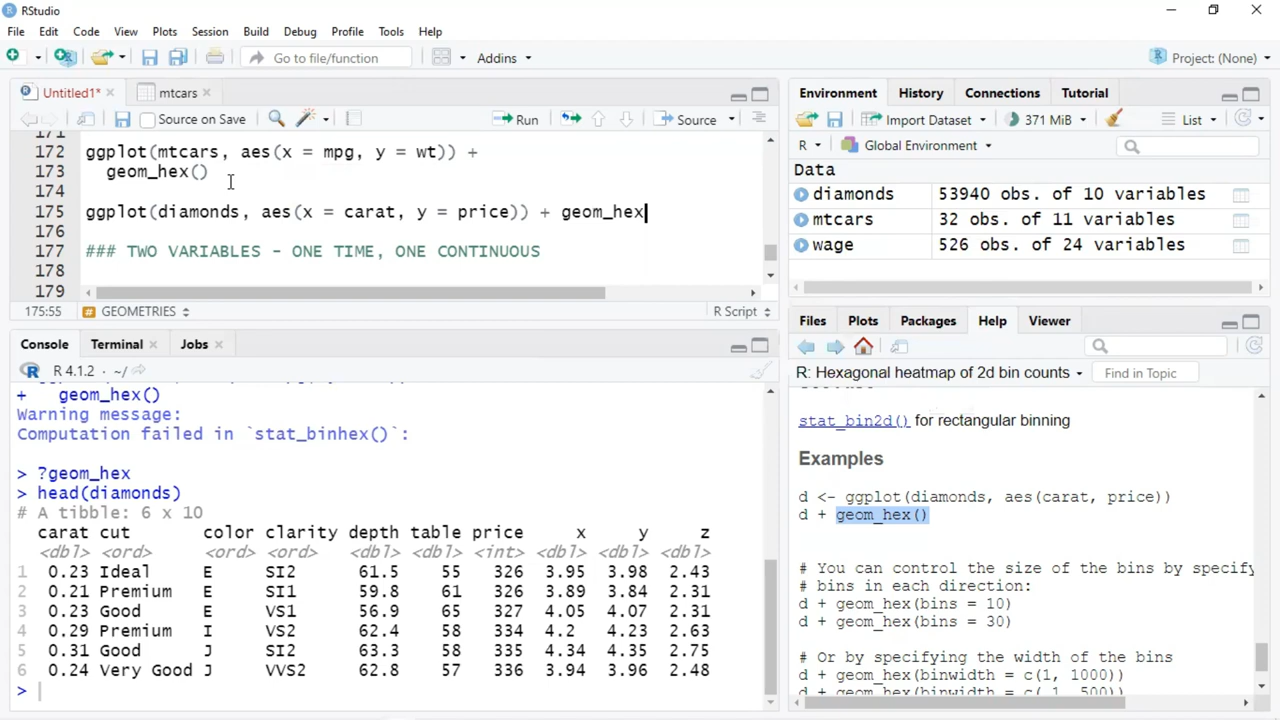 RStudio
File Edit Code View Plots Session Build Debug Profile Tools Help
Go to file/function Addins Project: (None)
Untitled1* mtcars
Source on Save Run Source
172 ggplot(mtcars, aes(x = mpg, y = wt)) +
173 geom_hex()
174
175 ggplot(diamonds, aes(x = carat, y = price)) + geom_hex
176
177 ### TWO VARIABLES - ONE TIME, ONE CONTINUOUS
178
179
175:55 # GEOMETRIES R Script
Console Terminal Jobs
R 4.1.2 · ~/
+ geom_hex()
Warning message:
Computation failed in `stat_binhex()`:
> ?geom_hex
> head(diamonds)
# A tibble: 6 x 10
carat cut color clarity depth table price x y z
<dbl> <ord> <ord> <ord> <dbl> <dbl> <int> <dbl> <dbl> <dbl>
1 0.23 Ideal E SI2 61.5 55 326 3.95 3.98 2.43
2 0.21 Premium E SI1 59.8 61 326 3.89 3.84 2.31
3 0.23 Good E VS1 56.9 65 327 4.05 4.07 2.31
4 0.29 Premium I VS2 62.4 58 334 4.2 4.23 2.63
5 0.31 Good J SI2 63.3 58 335 4.34 4.35 2.75
6 0.24 Very Good J VVS2 62.8 57 336 3.94 3.96 2.48
>
Environment History Connections Tutorial
Import Dataset 371 MiB List
R Global Environment
Data
diamonds 53940 obs. of 10 variables
mtcars 32 obs. of 11 variables
wage 526 obs. of 24 variables
Files Plots Packages Help Viewer
R: Hexagonal heatmap of 2d bin counts Find in Topic
stat_bin2d() for rectangular binning
Examples
d <- ggplot(diamonds, aes(carat, price))
d + geom_hex()
# You can control the size of the bins by specify
# bins in each direction:
d + geom_hex(bins = 10)
d + geom_hex(bins = 30)
# Or by specifying the width of the bins
d + geom_hex(binwidth = c(1, 1000))
d + geom_hex(binwidth = c( 1, 500))